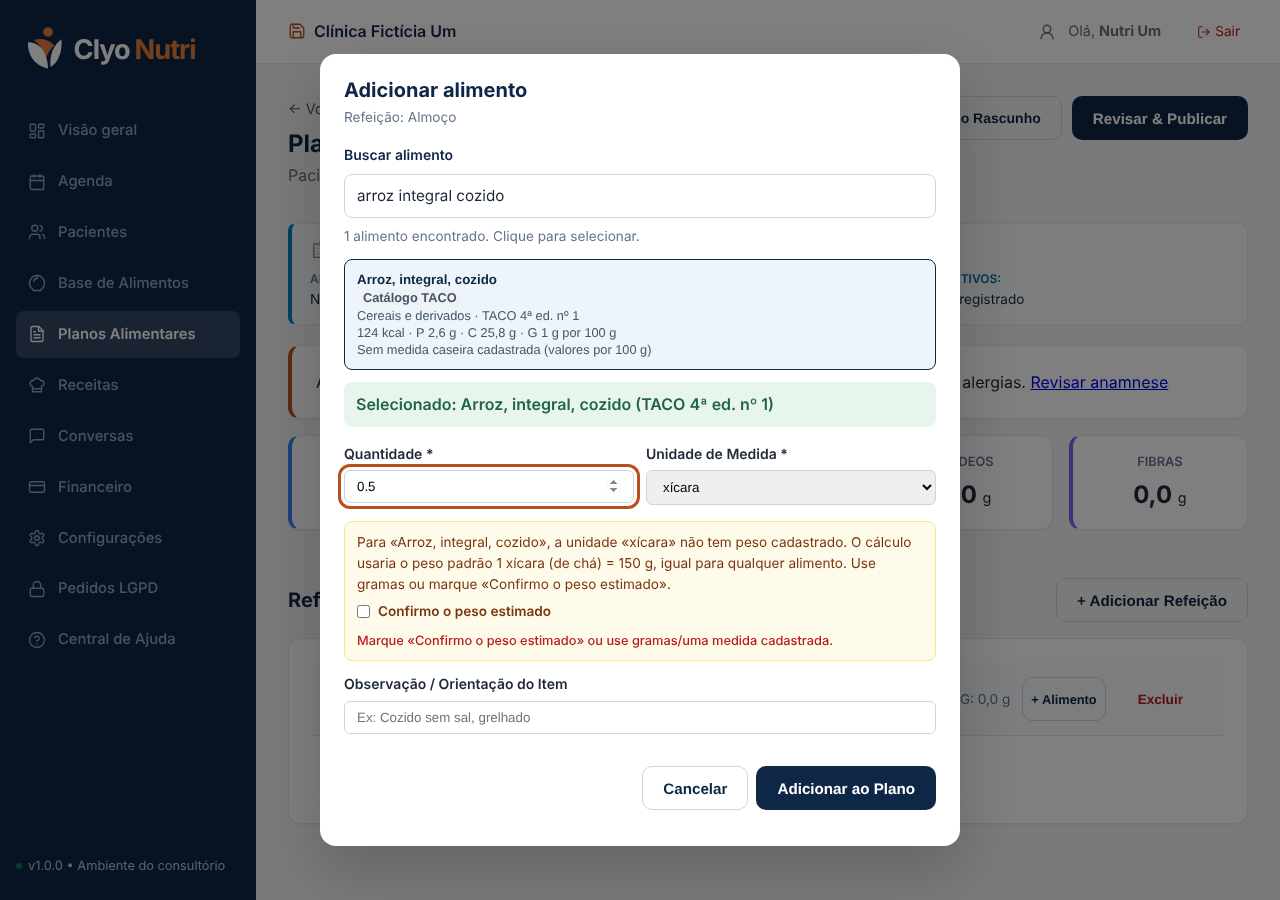 Clyo Nutri
Visão geral
Agenda
Pacientes
Base de Alimentos
Planos Alimentares
Receitas
Conversas
Financeiro
Configurações
Pedidos LGPD
Central de Ajuda
v1.0.0 • Ambiente do consultório
Clínica Fictícia Um
Olá, Nutri Um
Sair
Revisar & Publicar
Adicionar alimento
Refeição: Almoço
Buscar alimento
arroz integral cozido
1 alimento encontrado. Clique para selecionar.
Arroz, integral, cozido
Catálogo TACO
Cereais e derivados · TACO 4ª ed. nº 1
124 kcal · P 2,6 g · C 25,8 g · G 1 g por 100 g
Sem medida caseira cadastrada (valores por 100 g)
Selecionado: Arroz, integral, cozido (TACO 4ª ed. nº 1)
Quantidade *
Unidade de Medida *
0.5
xícara
Para «Arroz, integral, cozido», a unidade «xícara» não tem peso cadastrado. O cálculo
usaria o peso padrão 1 xícara (de chá) = 150 g, igual para qualquer alimento. Use
gramas ou marque «Confirmo o peso estimado».
Confirmo o peso estimado
Marque «Confirmo o peso estimado» ou use gramas/uma medida cadastrada.
Observação / Orientação do Item
Ex: Cozido sem sal, grelhado
Cancelar
Adicionar ao Plano
o Rascunho
TIVOS:
registrado
alergias. Revisar anamnese
DEOS
0 g
FIBRAS
0,0 g
+ Adicionar Refeição
G: 0,0 g
+ Alimento
Excluir